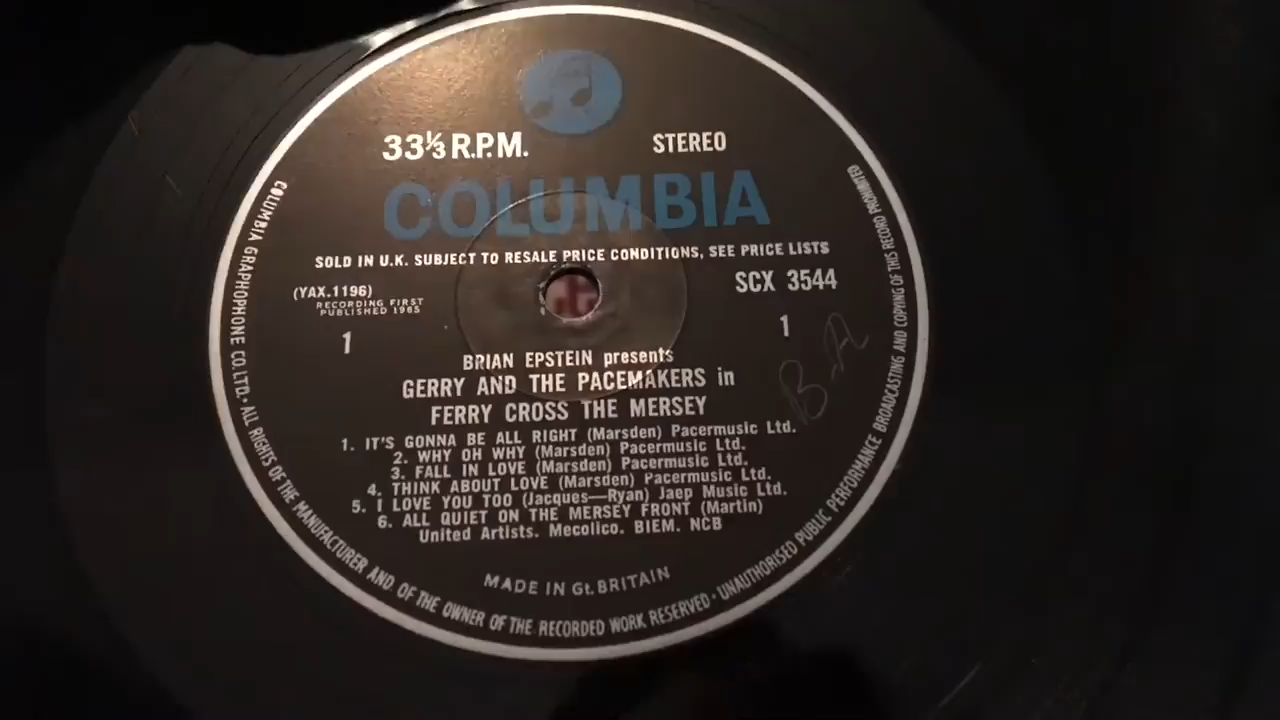 33⅓ R.P.M. STEREO
COLUMBIA
SOLD IN U.K. SUBJECT TO RESALE PRICE CONDITIONS, SEE PRICE LISTS
(YAX.1196) SCX 3544
RECORDING FIRST
PUBLISHED 1965
1 1
B.A
BRIAN EPSTEIN presents
GERRY AND THE PACEMAKERS in
FERRY CROSS THE MERSEY
1. IT'S GONNA BE ALL RIGHT (Marsden) Pacermusic Ltd.
2. WHY OH WHY (Marsden) Pacermusic Ltd.
3. FALL IN LOVE (Marsden) Pacermusic Ltd.
4. THINK ABOUT LOVE (Marsden) Pacermusic Ltd.
5. I LOVE YOU TOO (Jacques—Ryan) Jaep Music Ltd.
6. ALL QUIET ON THE MERSEY FRONT (Martin)
United Artists. Mecolico. BIEM. NCB
MADE IN Gt. BRITAIN
COLUMBIA GRAPHOPHONE CO. LTD. · ALL RIGHTS OF THE MANUFACTURER AND OF THE OWNER OF THE RECORDED WORK RESERVED · UNAUTHORISED PUBLIC PERFORMANCE BROADCASTING AND COPYING OF THIS RECORD PROHIBITED